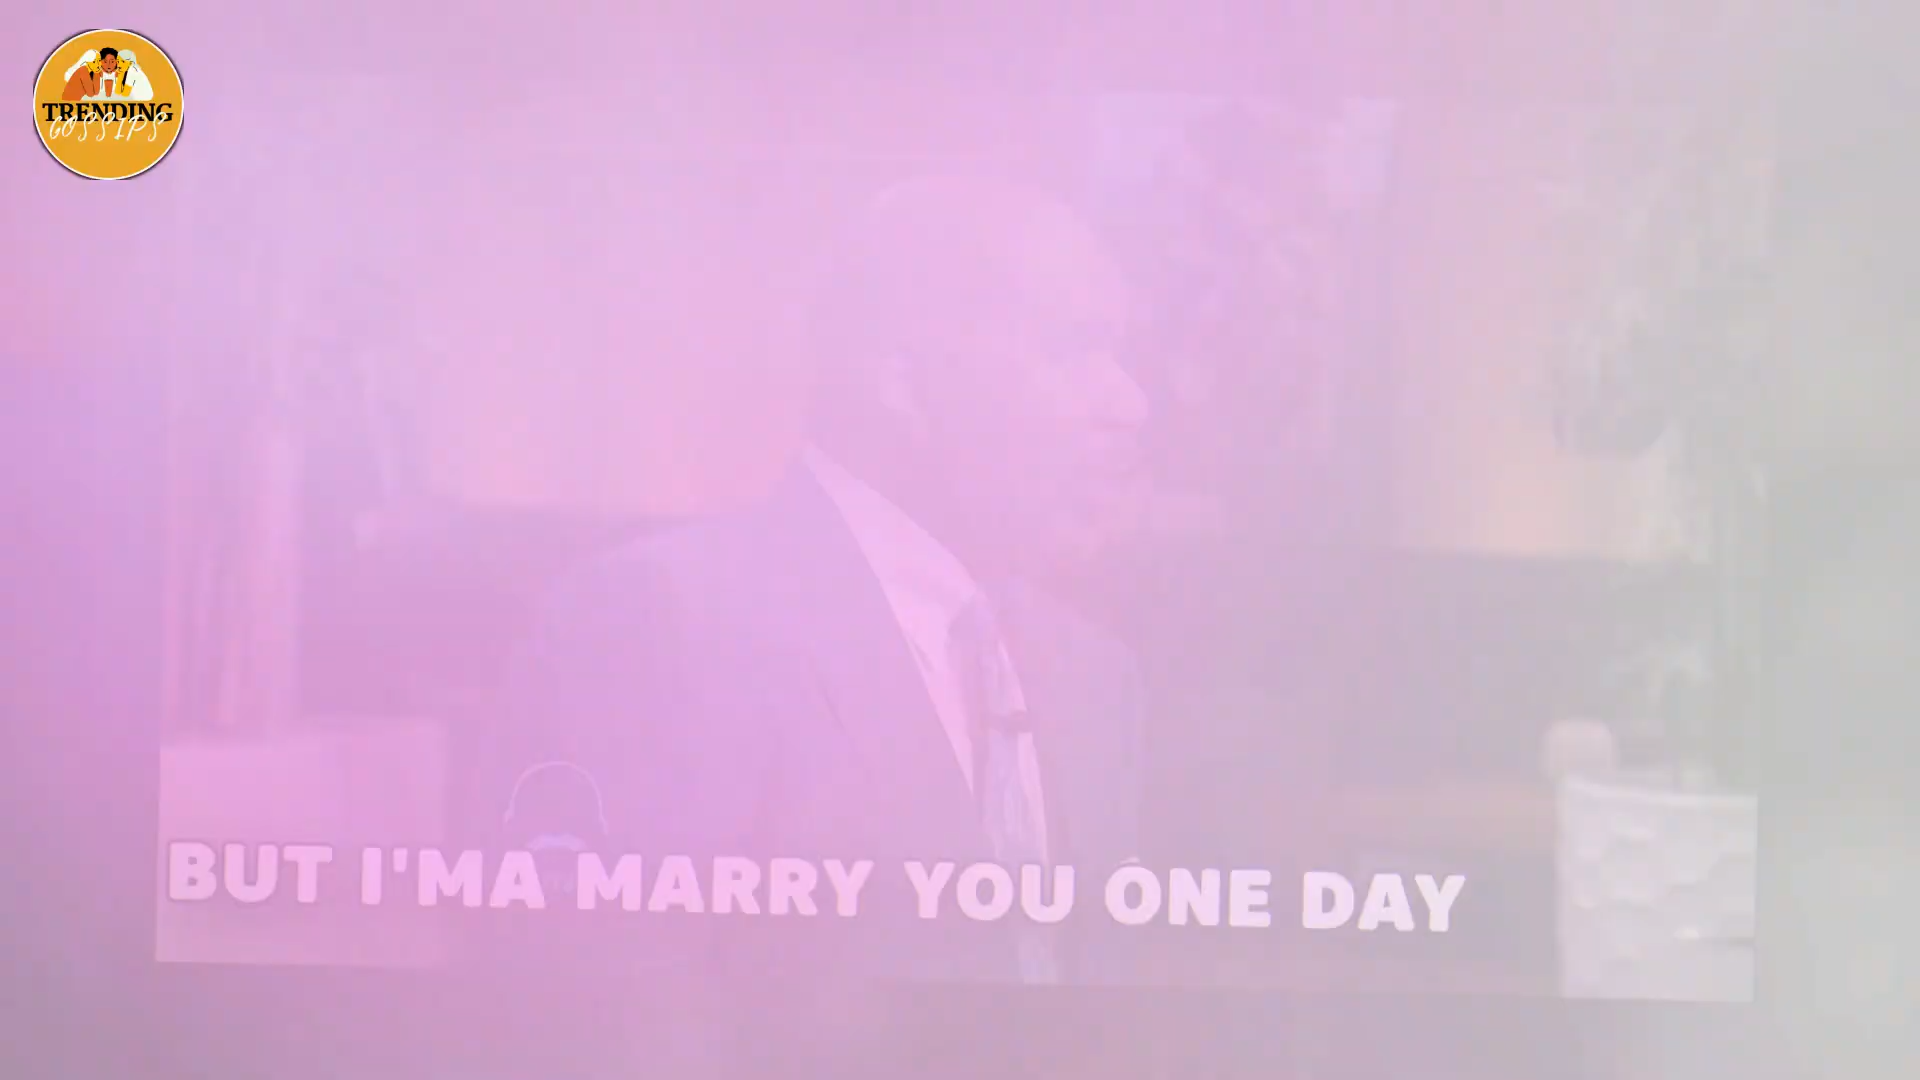 TRENDING
GOSSIPS
BUT I'MA MARRY YOU ONE DAY